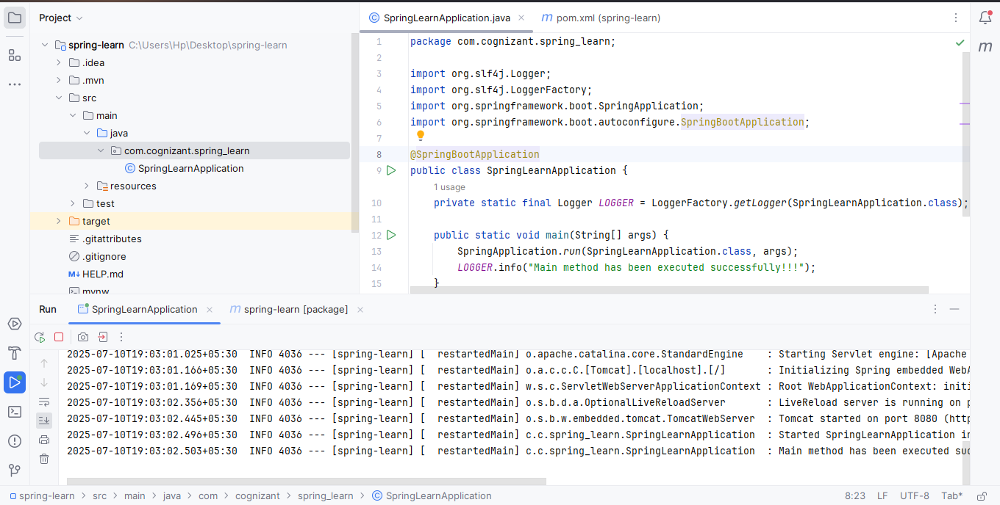 Project
SpringLearnApplication.java
pom.xml (spring-learn)
spring-learn C:\Users\Hp\Desktop\spring-learn
.idea
.mvn
src
main
java
com.cognizant.spring_learn
SpringLearnApplication
resources
test
target
.gitattributes
.gitignore
M↓ HELP.md
mvnw
1 package com.cognizant.spring_learn;
2
3 import org.slf4j.Logger;
4 import org.slf4j.LoggerFactory;
5 import org.springframework.boot.SpringApplication;
6 import org.springframework.boot.autoconfigure.SpringBootApplication;
7
8 @SpringBootApplication
9 public class SpringLearnApplication {
1 usage
10 private static final Logger LOGGER = LoggerFactory.getLogger(SpringLearnApplication.class);
11
12 public static void main(String[] args) {
13 SpringApplication.run(SpringLearnApplication.class, args);
14 LOGGER.info("Main method has been executed successfully!!!");
15 }
Run SpringLearnApplication spring-learn [package]
2025-07-10T19:03:01.025+05:30 INFO 4036 --- [spring-learn] [ restartedMain] o.apache.catalina.core.StandardEngine : Starting Servlet engine: [Apache
2025-07-10T19:03:01.166+05:30 INFO 4036 --- [spring-learn] [ restartedMain] o.a.c.c.C.[Tomcat].[localhost].[/] : Initializing Spring embedded WebA
2025-07-10T19:03:01.169+05:30 INFO 4036 --- [spring-learn] [ restartedMain] w.s.c.ServletWebServerApplicationContext : Root WebApplicationContext: initi
2025-07-10T19:03:02.356+05:30 INFO 4036 --- [spring-learn] [ restartedMain] o.s.b.d.a.OptionalLiveReloadServer : LiveReload server is running on p
2025-07-10T19:03:02.445+05:30 INFO 4036 --- [spring-learn] [ restartedMain] o.s.b.w.embedded.tomcat.TomcatWebServer : Tomcat started on port 8080 (http
2025-07-10T19:03:02.496+05:30 INFO 4036 --- [spring-learn] [ restartedMain] c.c.spring_learn.SpringLearnApplication : Started SpringLearnApplication in
2025-07-10T19:03:02.503+05:30 INFO 4036 --- [spring-learn] [ restartedMain] c.c.spring_learn.SpringLearnApplication : Main method has been executed suc
spring-learn > src > main > java > com > cognizant > spring_learn > SpringLearnApplication
8:23 LF UTF-8 Tab*